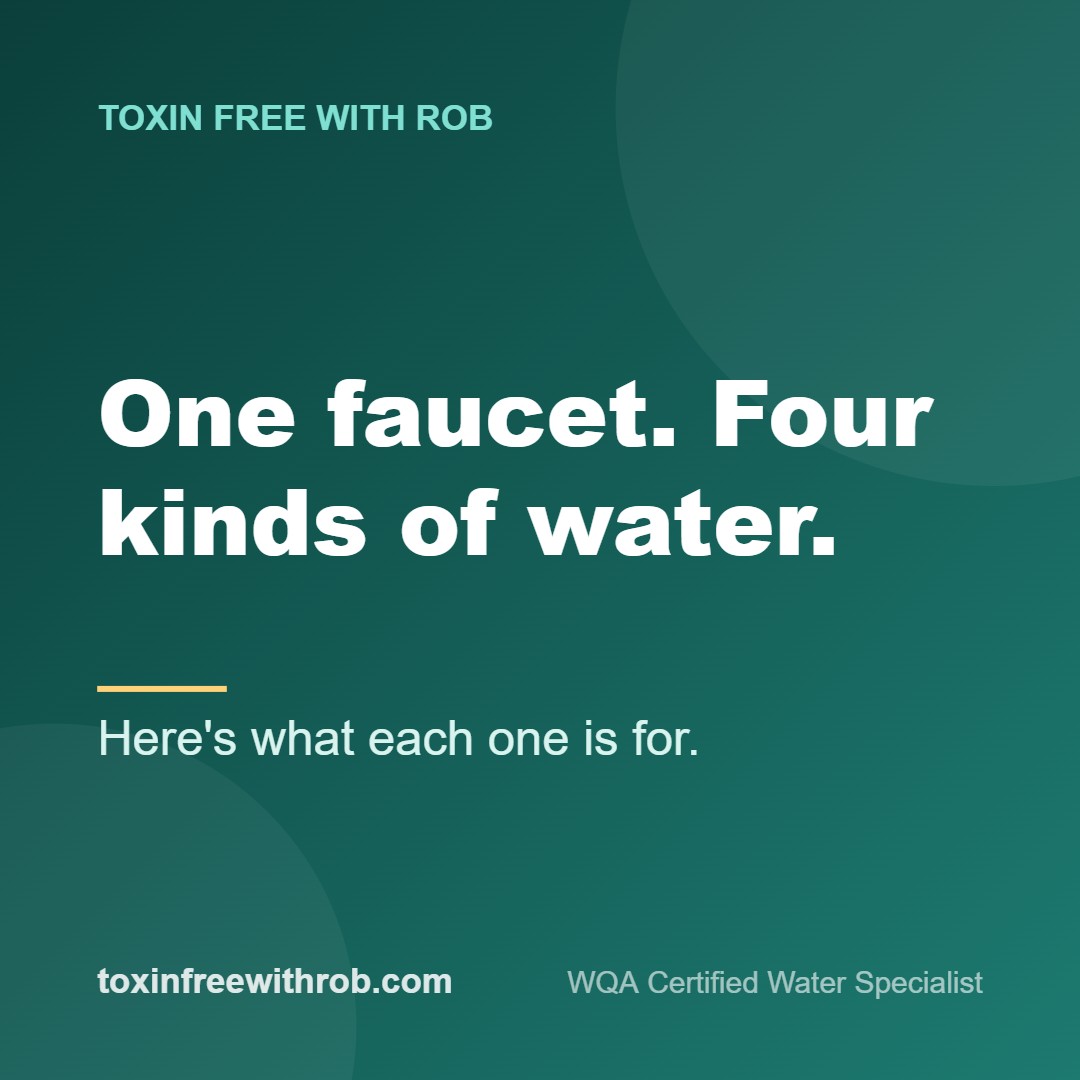 TOXIN FREE WITH ROB
One faucet. Four
kinds of water.
Here's what each one is for.
toxinfreewithrob.com
WQA Certified Water Specialist